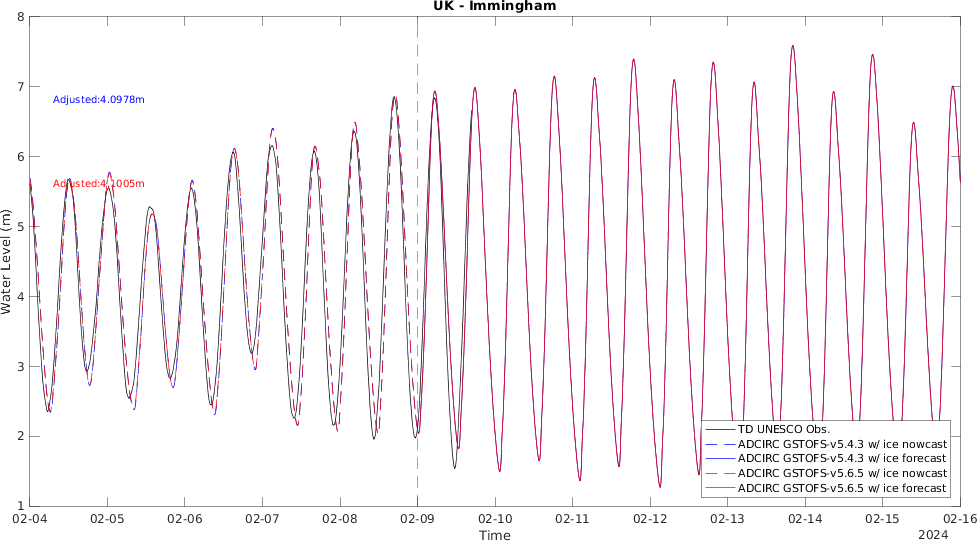 UK - Immingham
8
7
6
5
4
3
2
1
Water Level (m)
Adjusted:4.0978m
Adjusted:4.1005m
TD UNESCO Obs.
ADCIRC GSTOFS-v5.4.3 w/ ice nowcast
ADCIRC GSTOFS-v5.4.3 w/ ice forecast
ADCIRC GSTOFS-v5.6.5 w/ ice nowcast
ADCIRC GSTOFS-v5.6.5 w/ ice forecast
02-04 02-05 02-06 02-07 02-08 02-09 02-10 02-11 02-12 02-13 02-14 02-15 02-16
Time
2024